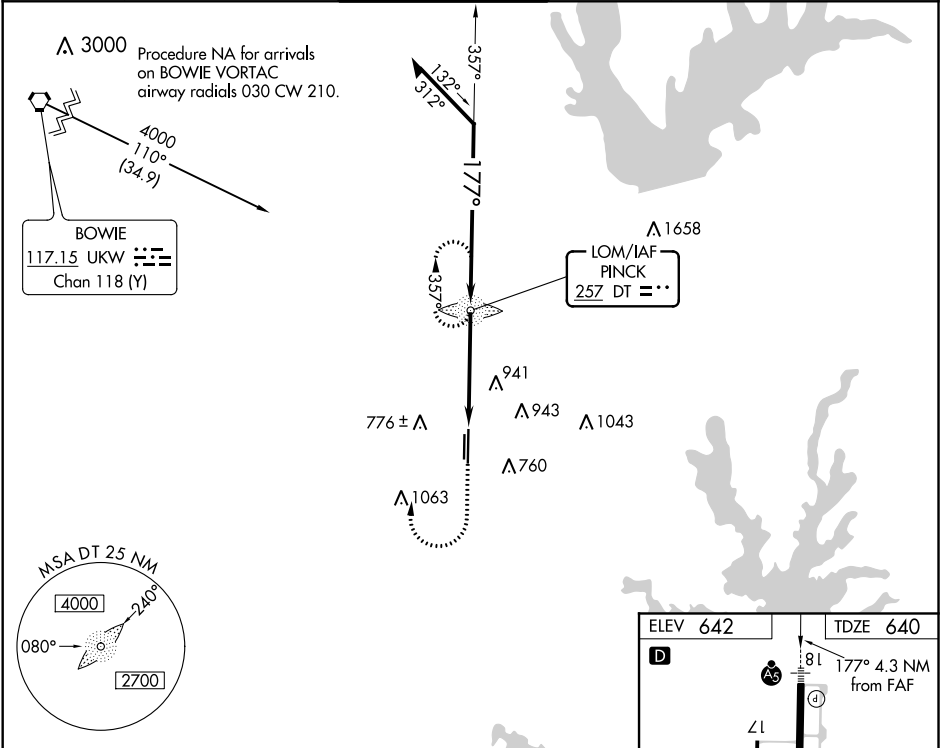 3000
Procedure NA for arrivals
on BOWIE VORTAC
airway radials 030 CW 210.
357°
132°
312°
4000
110°
(34.9)
177°
1658
BOWIE
117.15 UKW
Chan 118 (Y)
LOM/IAF
PINCK
257 DT
357°
941
943
776 ±
1043
760
1063
MSA DT 25 NM
4000
240°
080°
2700
ELEV 642
TDZE 640
D
A5
18
177° 4.3 NM
from FAF
P
17